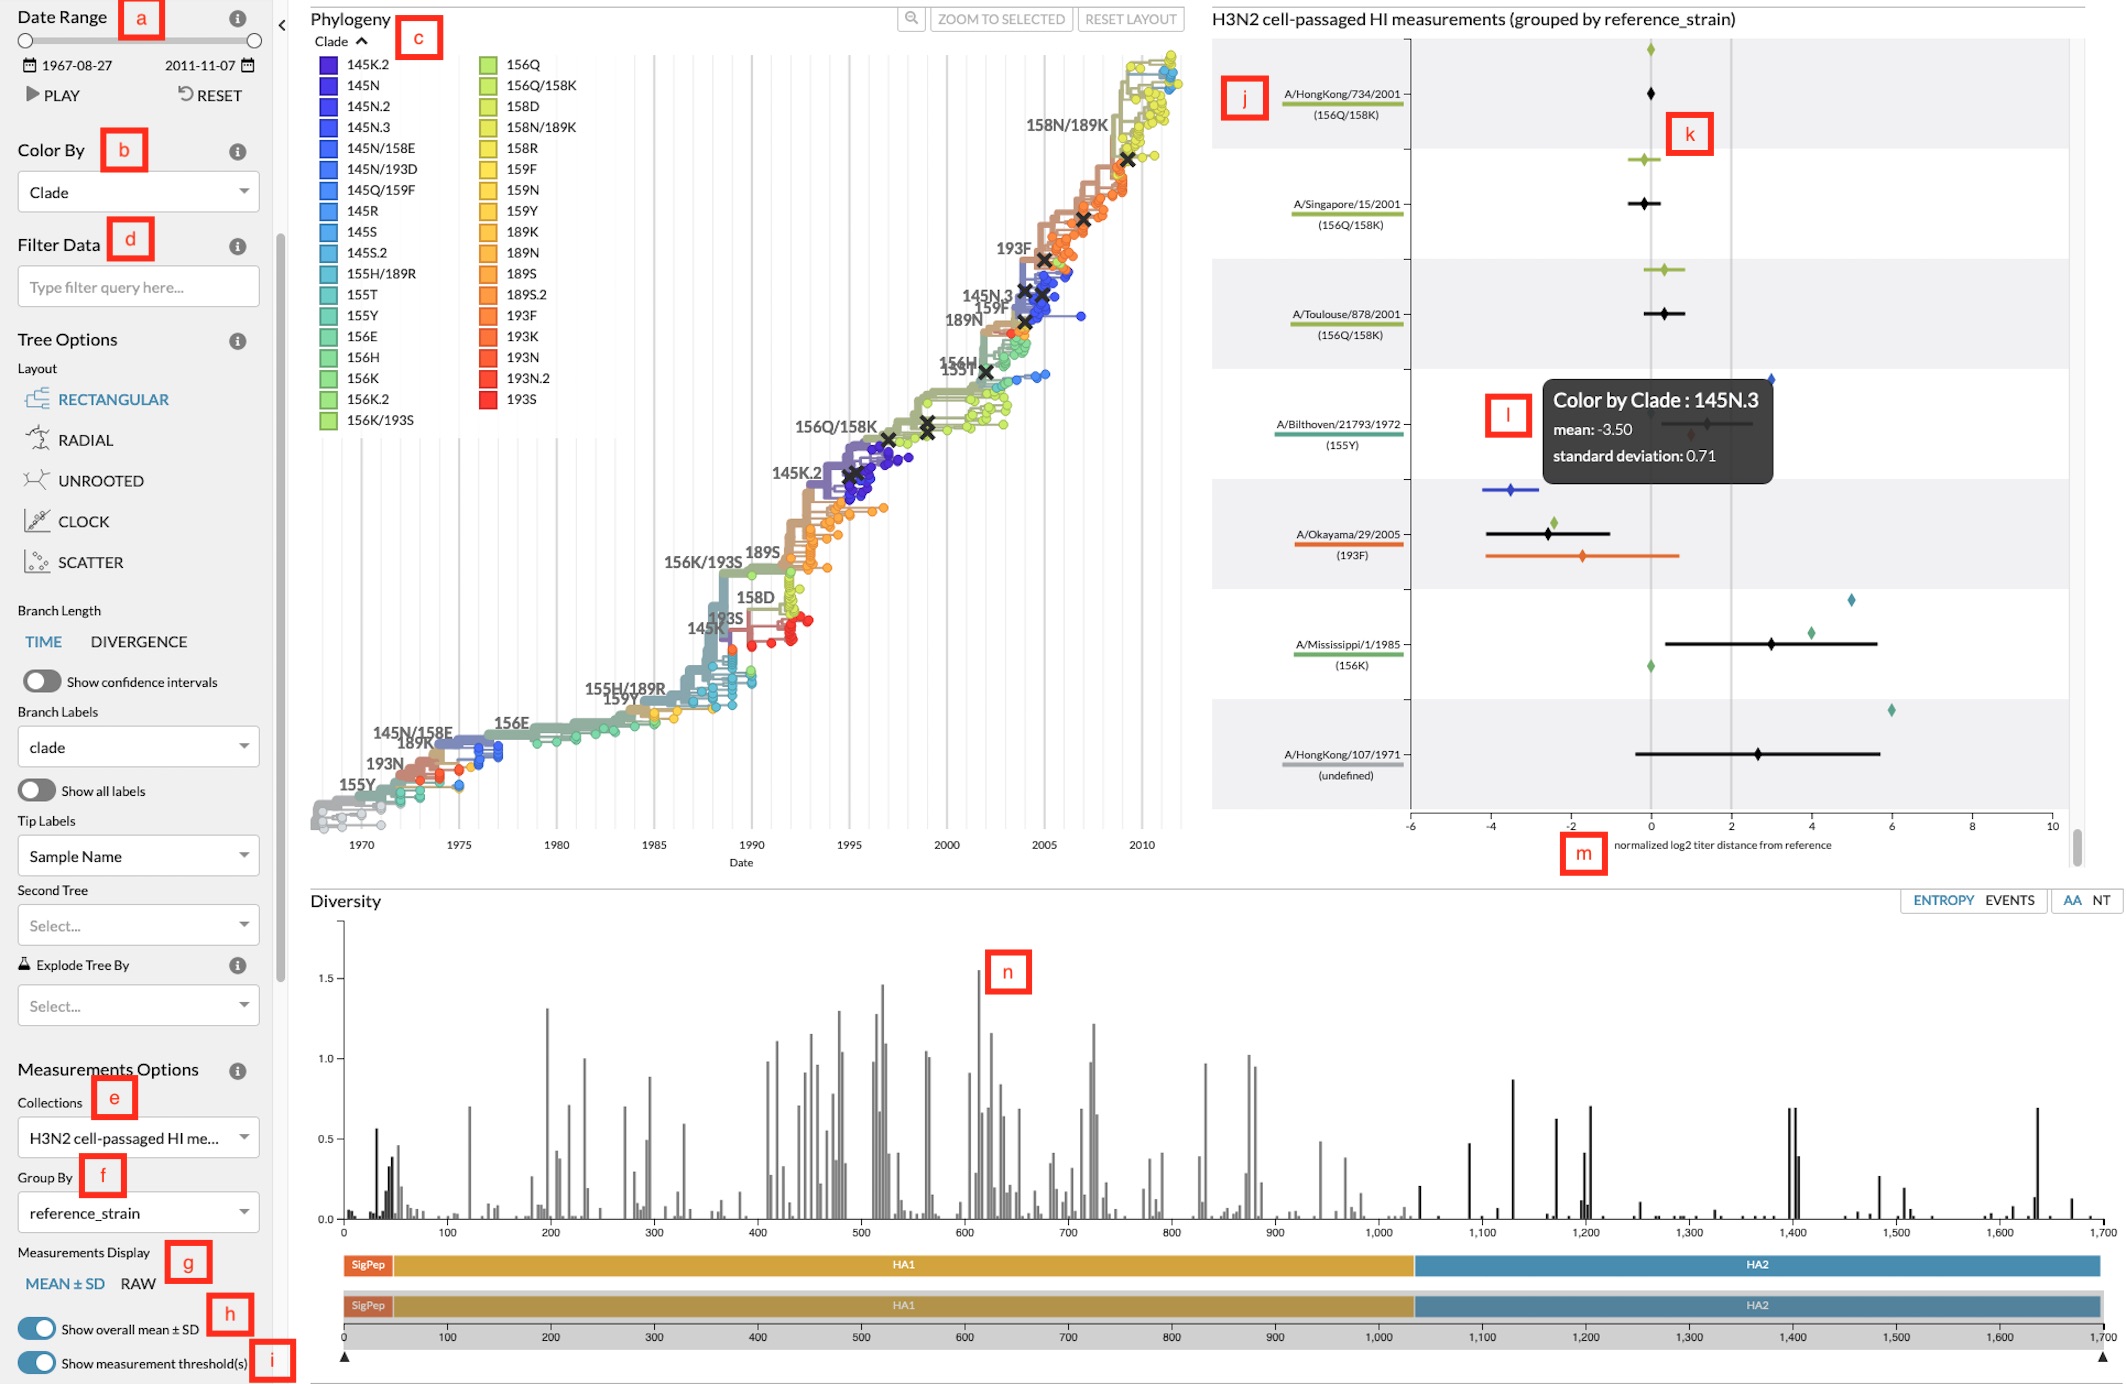 Date Range
a
1967-08-27 2011-11-07
PLAY RESET
Color By
b
Clade
Filter Data
d
Type filter query here...
Tree Options
Layout
RECTANGULAR
RADIAL
UNROOTED
CLOCK
SCATTER
Branch Length
TIME DIVERGENCE
Show confidence intervals
Branch Labels
clade
Show all labels
Tip Labels
Sample Name
Second Tree
Select...
Explode Tree By
Select...
Measurements Options
e
Collections
H3N2 cell-passaged HI me...
Group By
f
reference_strain
Measurements Display
g
MEAN ± SD RAW
h
Show overall mean ± SD
Show measurement threshold(s)
i
Phylogeny
c
ZOOM TO SELECTED RESET LAYOUT
Clade
145K.2
145N
145N.2
145N.3
145N/158E
145N/193D
145Q/159F
145R
145S
145S.2
155H/189R
155T
155Y
156E
156H
156K
156K.2
156K/193S
156Q
156Q/158K
158D
158N/189K
158R
159F
159N
159Y
189K
189N
189S
189S.2
193F
193K
193N
193N.2
193S
158N/189K
193F
145N.3
159F
189N
156H
155T
156Q/158K
145K.2
189S
156K/193S
158D
193S
145K
155H/189R
159Y
156E
145N/158E
189K
193N
155Y
1970 1975 1980 1985 1990 1995 2000 2005 2010
Date
H3N2 cell-passaged HI measurements (grouped by reference_strain)
j
A/HongKong/734/2001
(156Q/158K)
k
A/Singapore/15/2001
(156Q/158K)
A/Toulouse/878/2001
(156Q/158K)
l
Color by Clade : 145N.3
mean: -3.50
standard deviation: 0.71
A/Bilthoven/21793/1972
(155Y)
A/Okayama/29/2005
(193F)
A/Mississippi/1/1985
(156K)
A/HongKong/107/1971
(undefined)
-6 -4 -2 0 2 4 6 8 10
m
normalized log2 titer distance from reference
Diversity
ENTROPY EVENTS AA NT
n
1.5
1.0
0.5
0.0
0 100 200 300 400 500 600 700 800 900 1,000 1,100 1,200 1,300 1,400 1,500 1,600 1,700
SigPep HA1 HA2
SigPep HA1 HA2
0 100 200 300 400 500 600 700 800 900 1,000 1,100 1,200 1,300 1,400 1,500 1,600 1,700